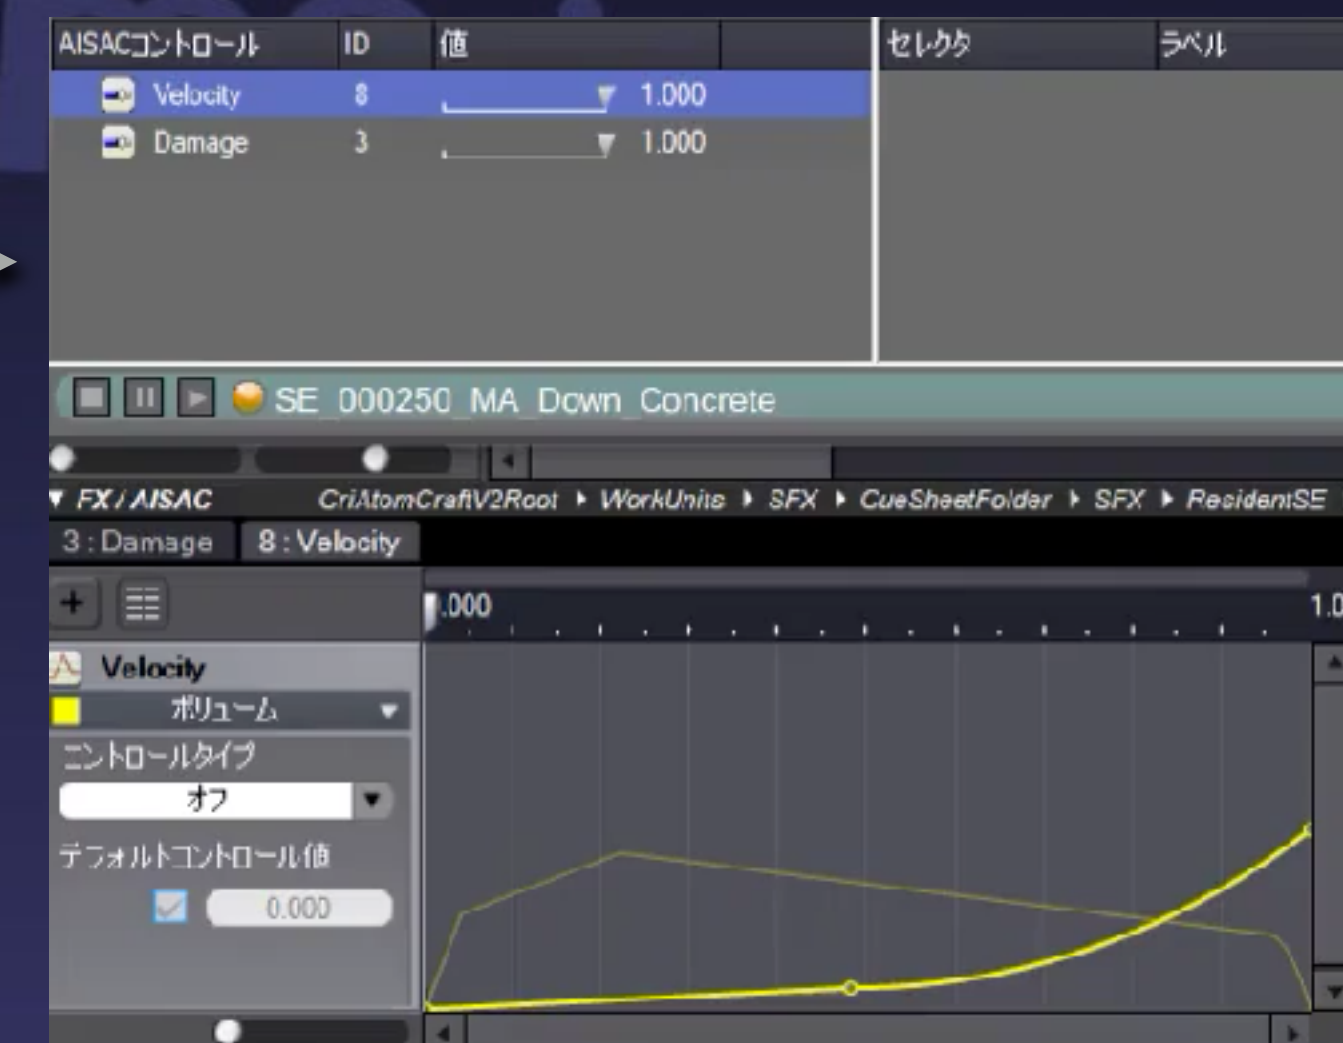 AISACコントロール ID 値 セレクタ ラベル
Velocity 8 1.000
Damage 3 1.000
SE_000250_MA_Down_Concrete
FX / AISAC CriAtomCraftV2Root WorkUnits SFX CueSheetFolder SFX ResidentSE
3 : Damage 8 : Velocity
.000 1.0
Velocity
ボリューム
コントロールタイプ
オフ
デフォルトコントロール値
0.000